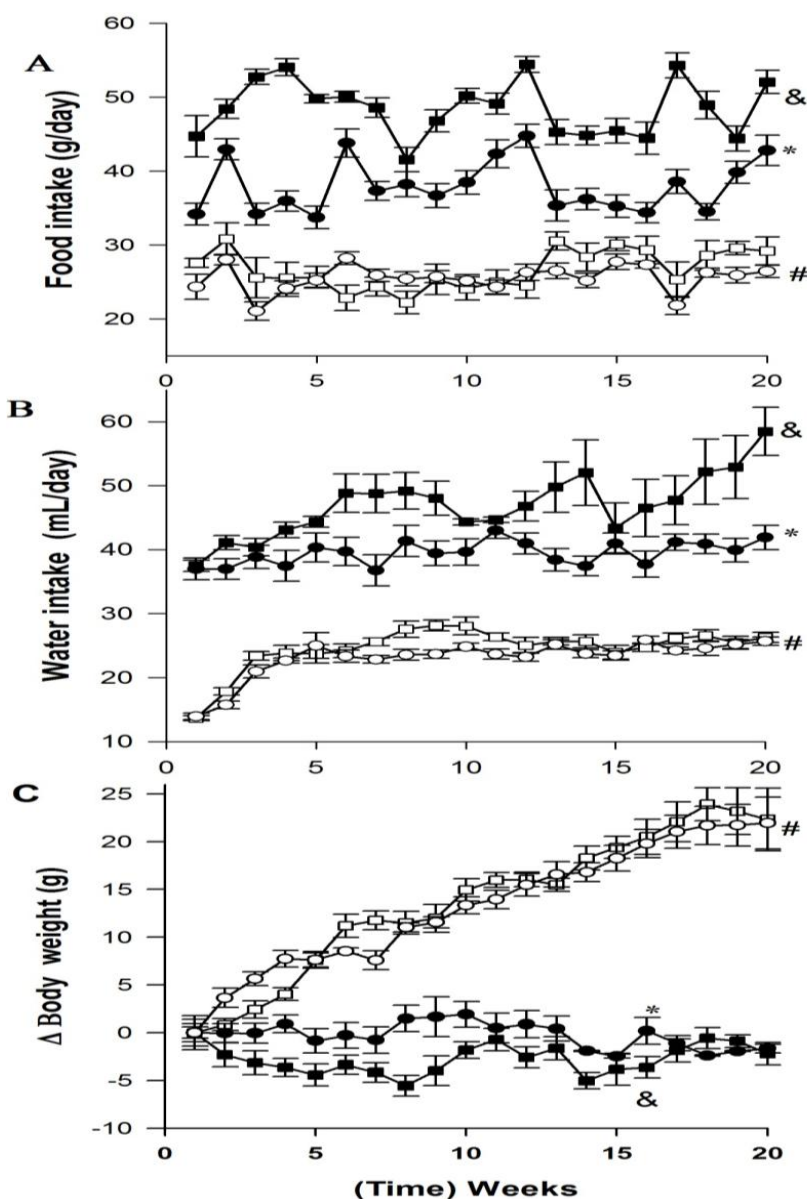 A
Food intake (g/day)
60
50
40
30
20
&
*
#
0 5 10 15 20
B
Water intake (mL/day)
60
50
40
30
20
10
&
*
#
0 5 10 15 20
C
Δ Body weight (g)
25
20
15
10
5
0
-5
-10
#
*
&
0 5 10 15 20
(Time) Weeks